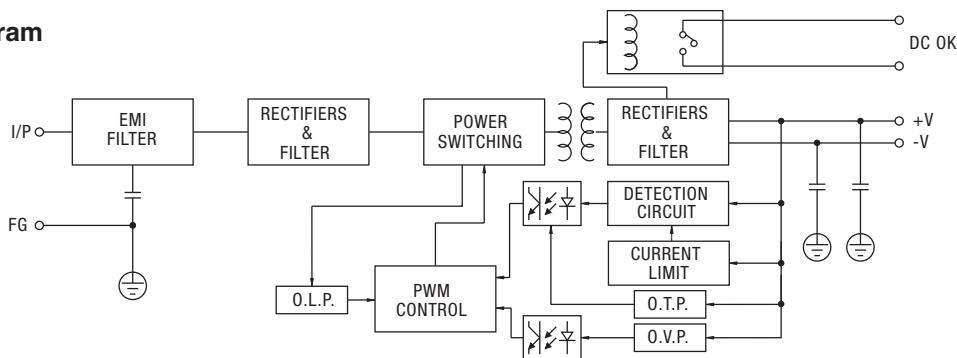 ram
DC OK
I/P
EMI
FILTER
RECTIFIERS
&
FILTER
POWER
SWITCHING
RECTIFIERS
&
FILTER
+V
-V
DETECTION
CIRCUIT
FG
CURRENT
LIMIT
O.L.P.
PWM
CONTROL
O.T.P.
O.V.P.